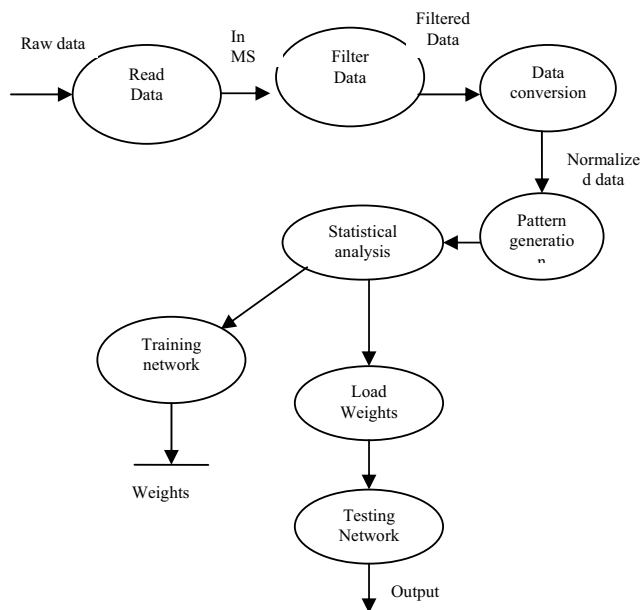 Raw data
In
MS
Filtered
Data
Read
Data
Filter
Data
Data
conversion
Normalize
d data
Pattern
generatio
n
Statistical
analysis
Training
network
Load
Weights
Weights
Testing
Network
Output